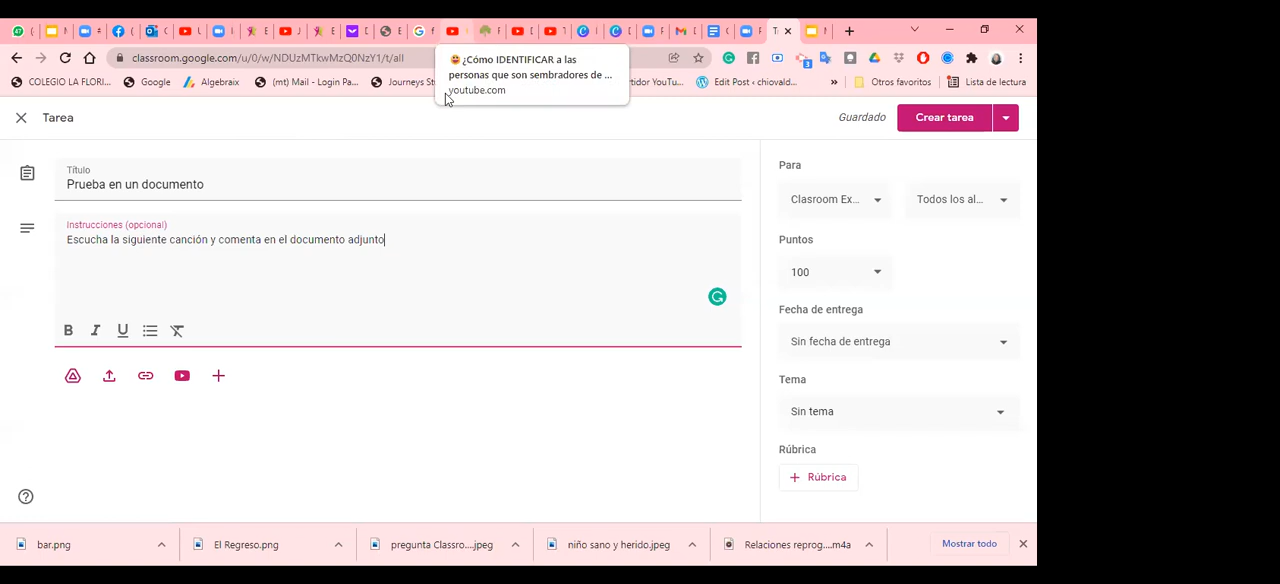 classroom.google.com/u/0/w/NDUzMTkwMzQ0NzY1/t/all
COLEGIO LA FLORI...
Google
Algebraix
(mt) Mail - Login Pa...
Journeys St
rtidor YouTu...
Edit Post ‹ chiovald...
»
Otros favoritos
Lista de lectura
¿Cómo IDENTIFICAR a las
personas que son sembradores de ...
youtube.com
Tarea
Guardado
Crear tarea
Título
Prueba en un documento
Instrucciones (opcional)
Escucha la siguiente canción y comenta en el documento adjunto
B I U
Para
Clasroom Ex...
Todos los al...
Puntos
100
Fecha de entrega
Sin fecha de entrega
Tema
Sin tema
Rúbrica
+ Rúbrica
bar.png
El Regreso.png
pregunta Classro....jpeg
niño sano y herido.jpeg
Relaciones reprog....m4a
Mostrar todo